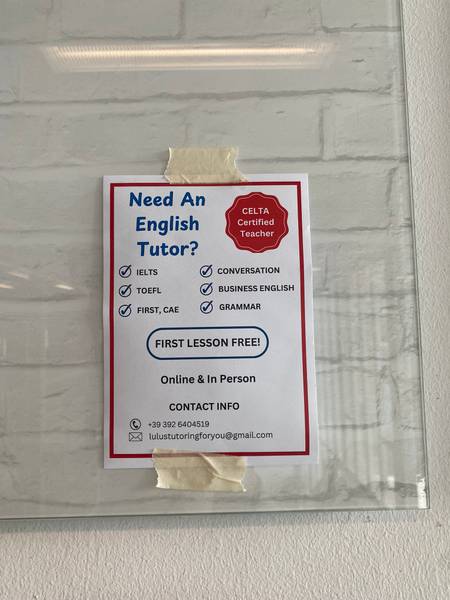 Need An
English
Tutor?
CELTA
Certified
Teacher
IELTS
TOEFL
FIRST, CAE
CONVERSATION
BUSINESS ENGLISH
GRAMMAR
FIRST LESSON FREE!
Online & In Person
CONTACT INFO
+39 392 6404519
lulustutoringforyou@gmail.com